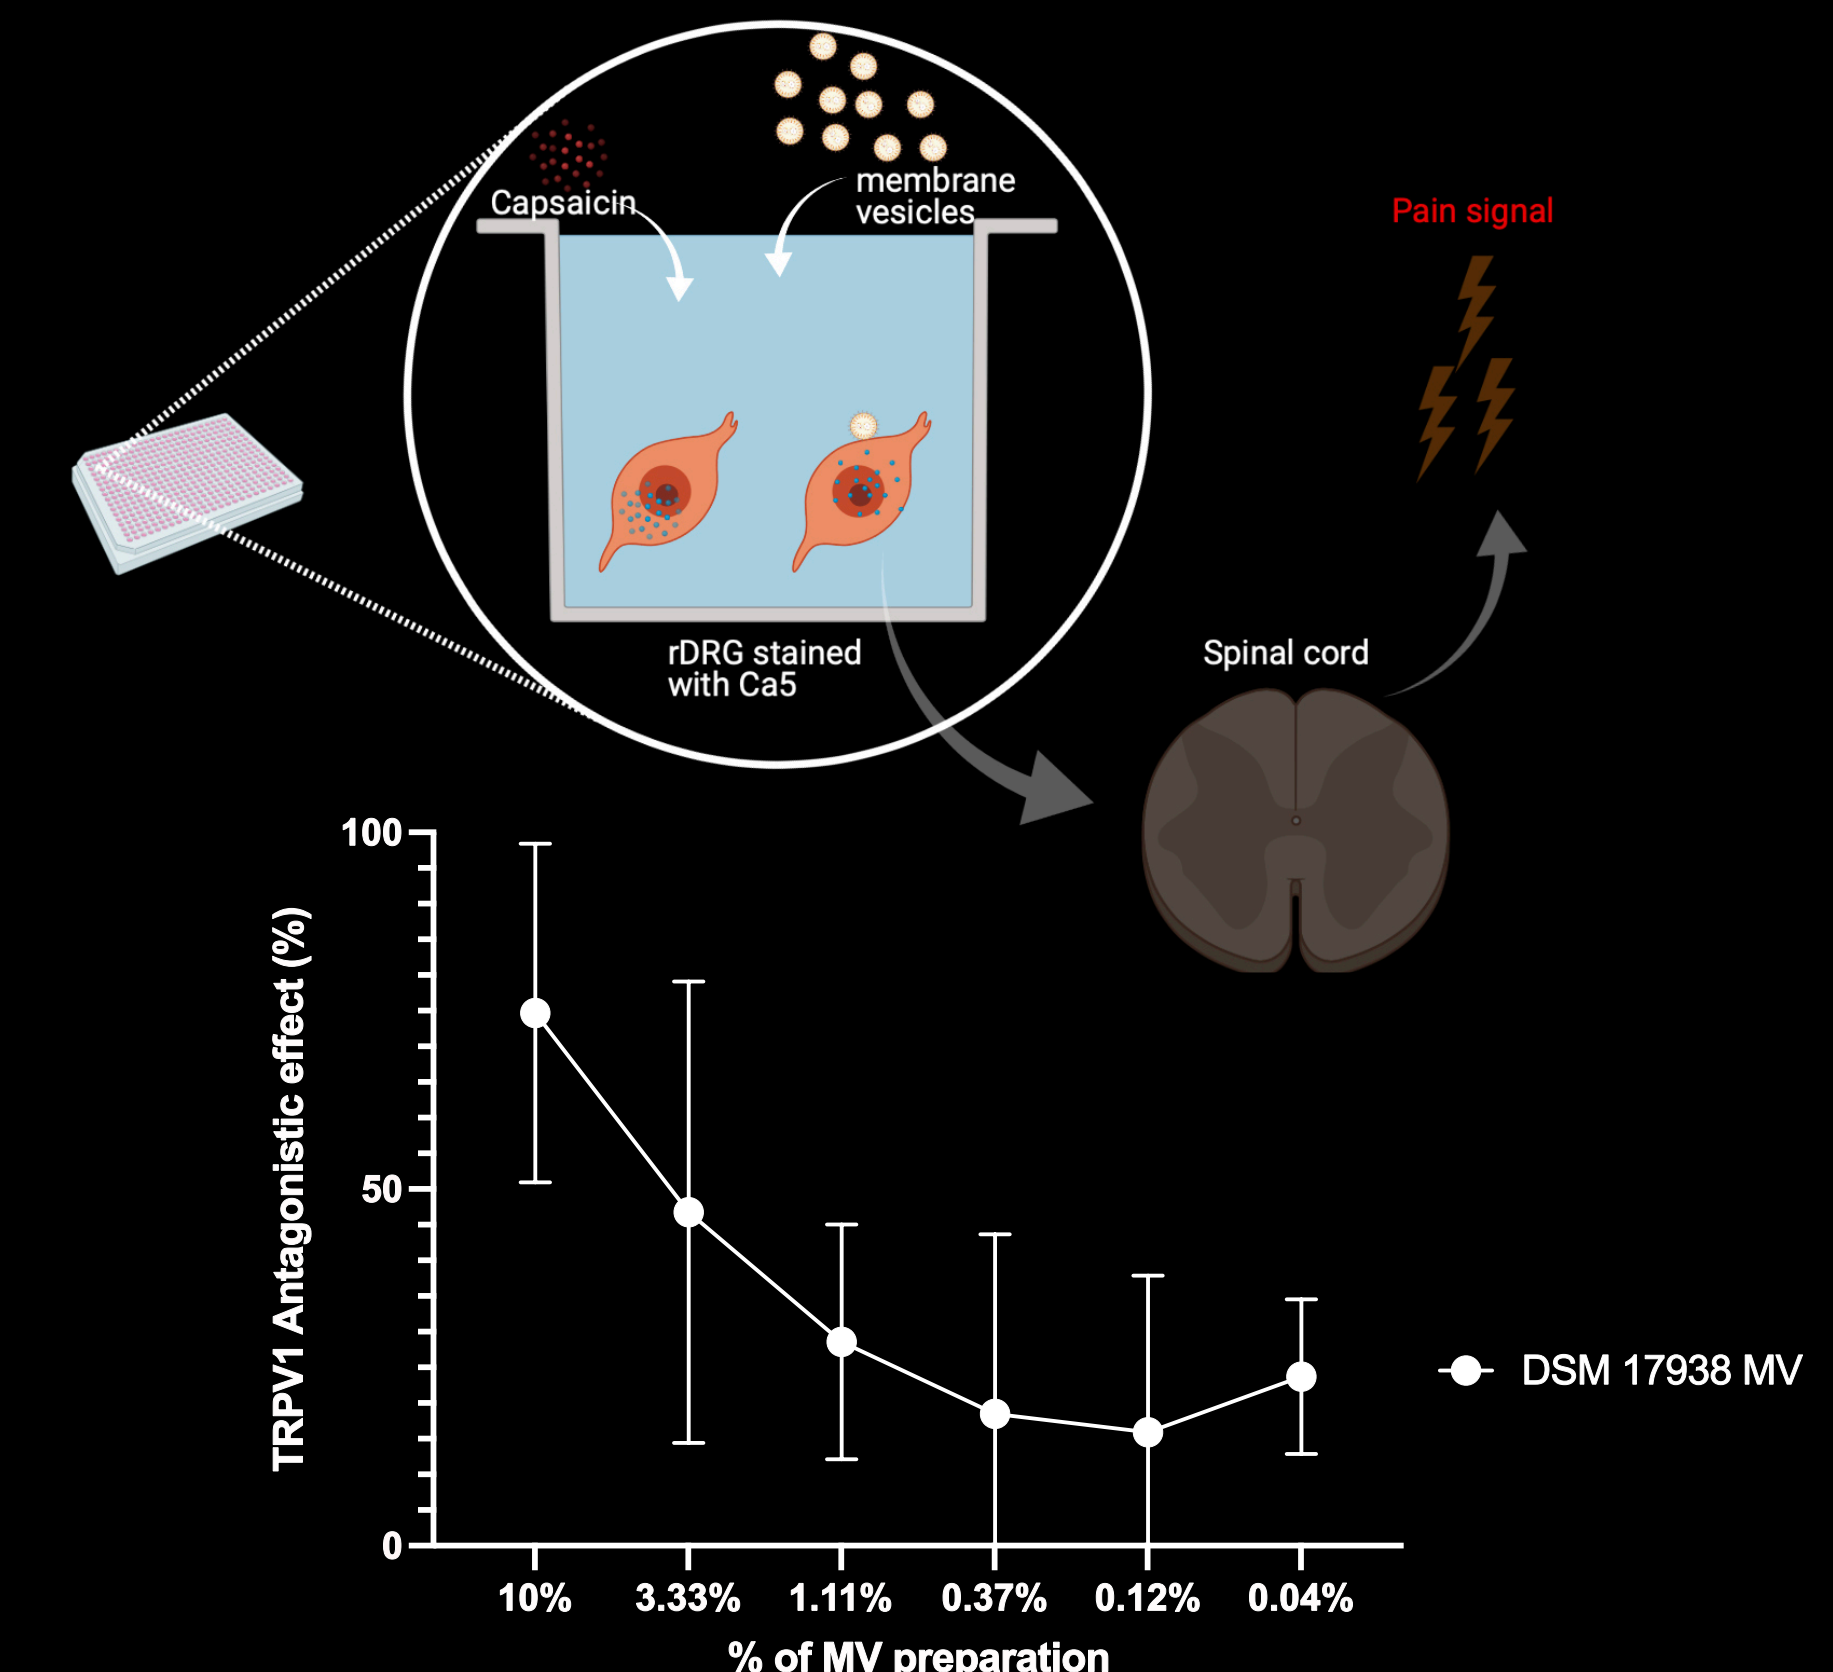 Capsaicin
membrane
vesicles
Pain signal
rDRG stained
with Ca5
Spinal cord
TRPV1 Antagonistic effect (%)
100
50
0
10% 3.33% 1.11% 0.37% 0.12% 0.04%
% of MV preparation
DSM 17938 MV